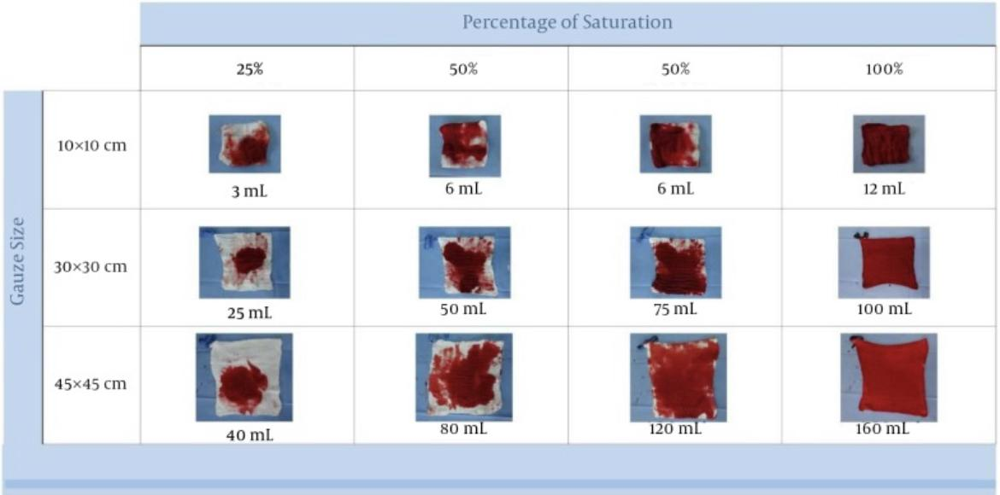 Percentage of Saturation
25% 50% 50% 100%
Gauze Size
10×10 cm
3 mL 6 mL 6 mL 12 mL
30×30 cm
25 mL 50 mL 75 mL 100 mL
45×45 cm
40 mL 80 mL 120 mL 160 mL